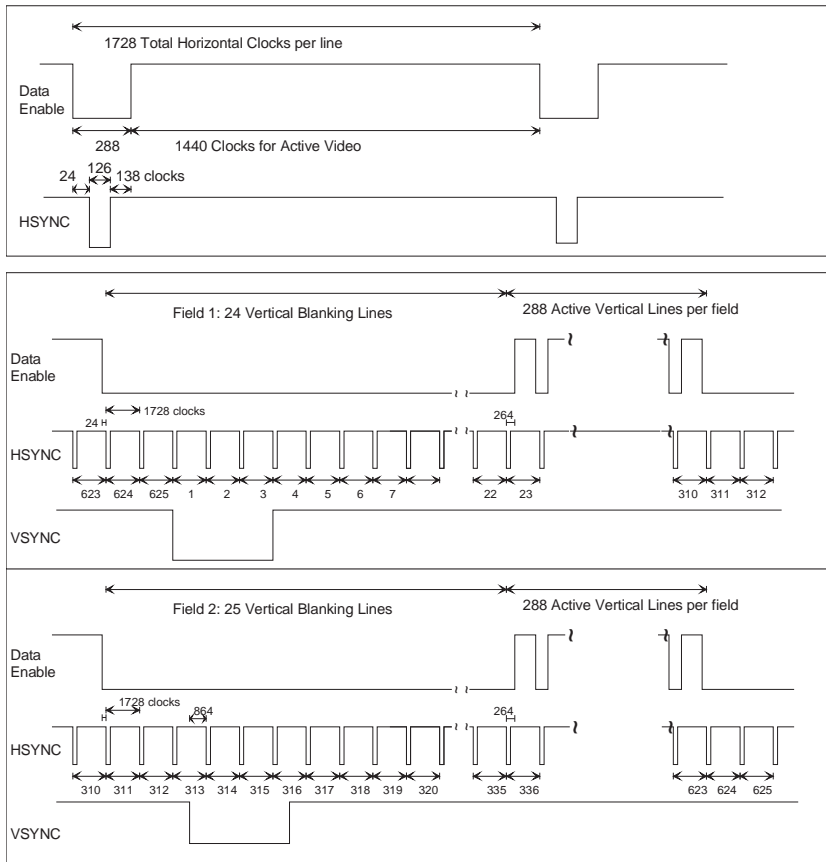 1728 Total Horizontal Clocks per line
Data
Enable
288
1440 Clocks for Active Video
126
24
138 clocks
HSYNC
Field 1: 24 Vertical Blanking Lines
288 Active Vertical Lines per field
Data
Enable
1728 clocks
24
264
HSYNC
623 624 625 1 2 3 4 5 6 7 22 23 310 311 312
VSYNC
Field 2: 25 Vertical Blanking Lines
288 Active Vertical Lines per field
Data
Enable
1728 clocks
864
264
HSYNC
310 311 312 313 314 315 316 317 318 319 320 335 336 623 624 625
VSYNC